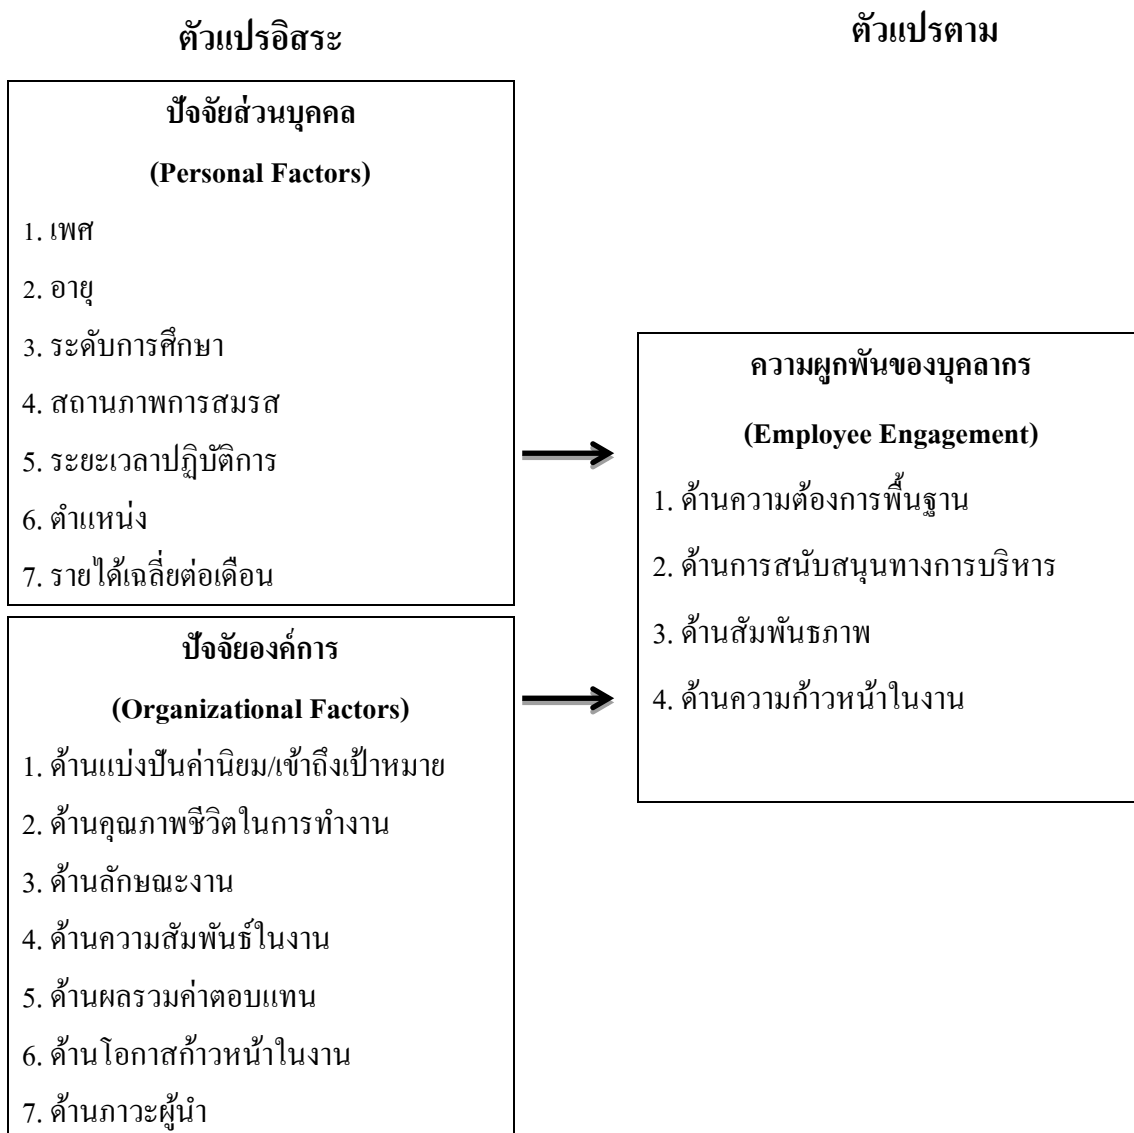 ตัวแปรอิสระ
ตัวแปรตาม
ปัจจัยส่วนบุคคล
(Personal Factors)
1. เพศ
2. อายุ
3. ระดับการศึกษา
4. สถานภาพการสมรส
5. ระยะเวลาปฏิบัติการ
6. ตำแหน่ง
7. รายได้เฉลี่ยต่อเดือน
ปัจจัยองค์การ
(Organizational Factors)
1. ด้านแบ่งปันค่านิยม/เข้าถึงเป้าหมาย
2. ด้านคุณภาพชีวิตในการทำงาน
3. ด้านลักษณะงาน
4. ด้านความสัมพันธ์ในงาน
5. ด้านผลรวมค่าตอบแทน
6. ด้านโอกาสก้าวหน้าในงาน
7. ด้านภาวะผู้นำ
ความผูกพันของบุคลากร
(Employee Engagement)
1. ด้านความต้องการพื้นฐาน
2. ด้านการสนับสนุนทางการบริหาร
3. ด้านสัมพันธภาพ
4. ด้านความก้าวหน้าในงาน